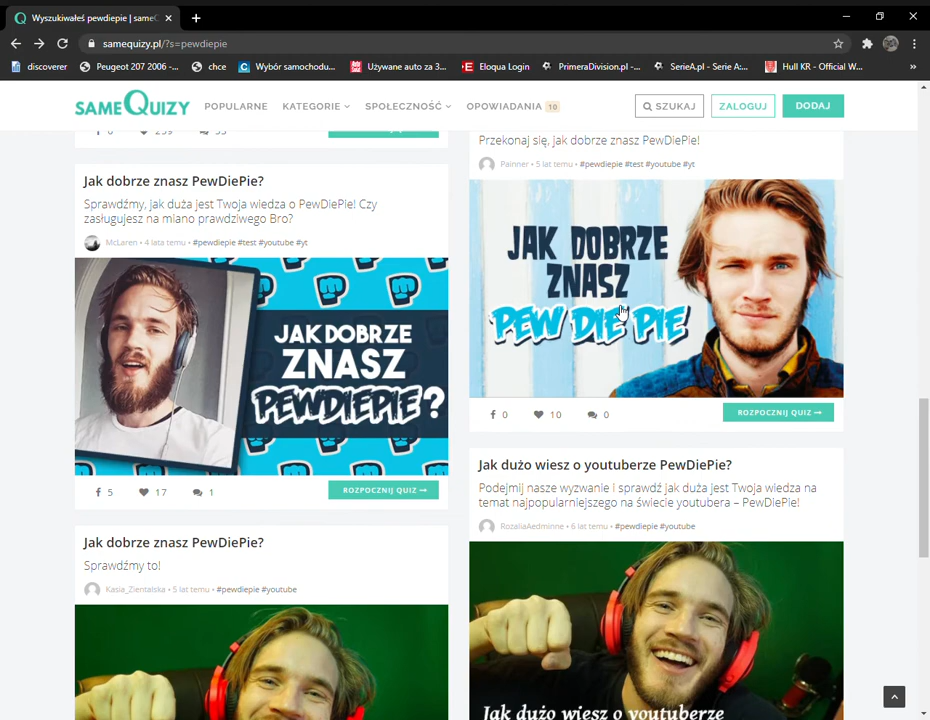 Wyszukiwałeś pewdiepie | same
samequizy.pl/?s=pewdiepie
discoverer
Peugeot 207 2006 -...
chce
Wybór samochodu...
Używane auto za 3...
Eloqua Login
PrimeraDivision.pl -...
SerieA.pl - Serie A:...
Hull KR - Official W...
»
SAMEQUIZY
POPULARNE
KATEGORIE
SPOŁECZNOŚĆ
OPOWIADANIA 10
SZUKAJ
ZALOGUJ
DODAJ
Jak dobrze znasz PewDiePie?
Sprawdźmy, jak duża jest Twoja wiedza o PewDiePie! Czy
zasługujesz na miano prawdziwego Bro?
McLaren • 4 lata temu • #pewdiepie #test #youtube #yt
JAK DOBRZE
ZNASZ
PEWDIEPIE?
5 17 1
ROZPOCZNIJ QUIZ →
Jak dobrze znasz PewDiePie?
Sprawdźmy to!
Kasia_Zientalska • 5 lat temu • #pewdiepie #youtube
Przekonaj się, jak dobrze znasz PewDiePie!
Painner • 5 lat temu • #pewdiepie #test #youtube #yt
JAK DOBRZE
ZNASZ
PEW DIE PIE
0 10 0
ROZPOCZNIJ QUIZ →
Jak dużo wiesz o youtuberze PewDiePie?
Podejmij nasze wyzwanie i sprawdź jak duża jest Twoja wiedza na
temat najpopularniejszego na świecie youtubera – PewDiePie!
RozaliaAedminne • 6 lat temu • #pewdiepie #youtube
Jak dużo wiesz o youtuberze